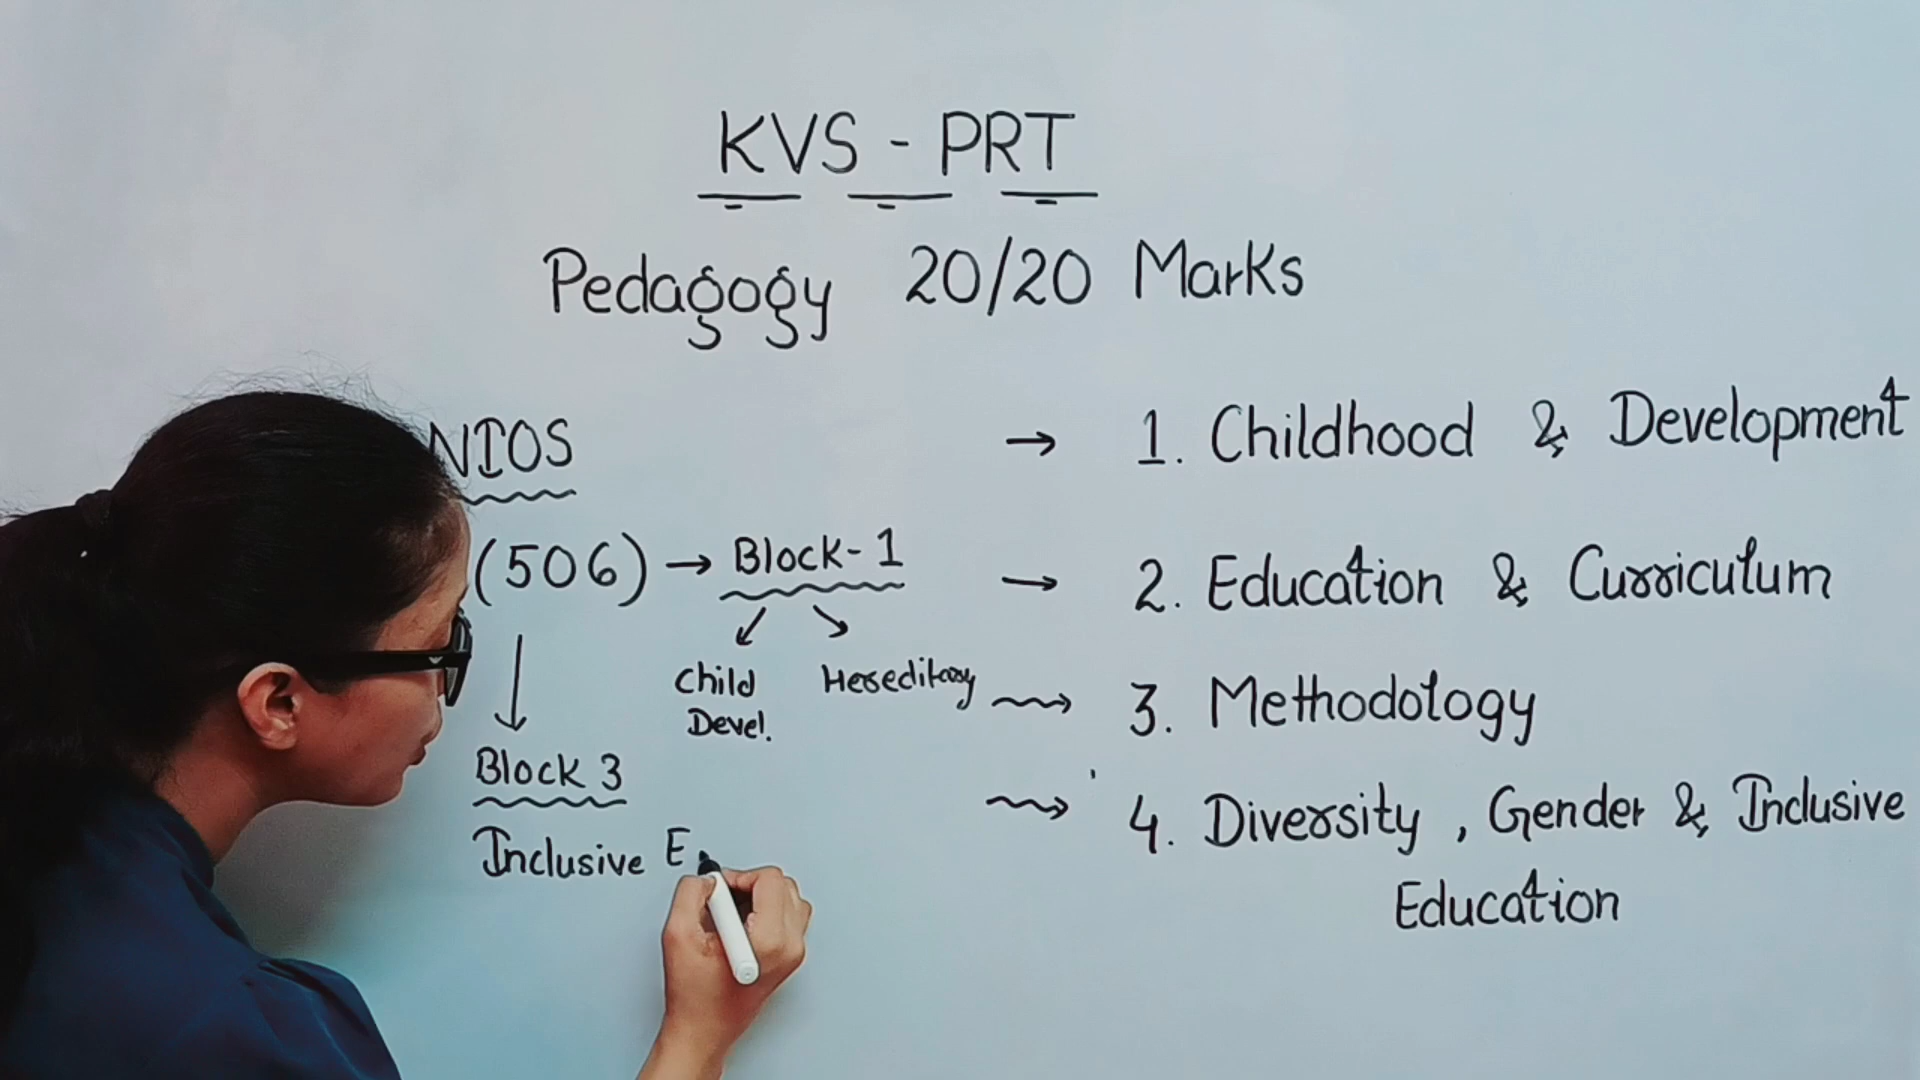 KVS - PRT
Pedagogy 20/20 Marks
NIOS
(506) → Block-1
Child Devel.
Hereditary
Block 3
Inclusive E
→ 1. Childhood & Development
→ 2. Education & Curriculum
→ 3. Methodology
→ 4. Diversity, Gender & Inclusive
Education